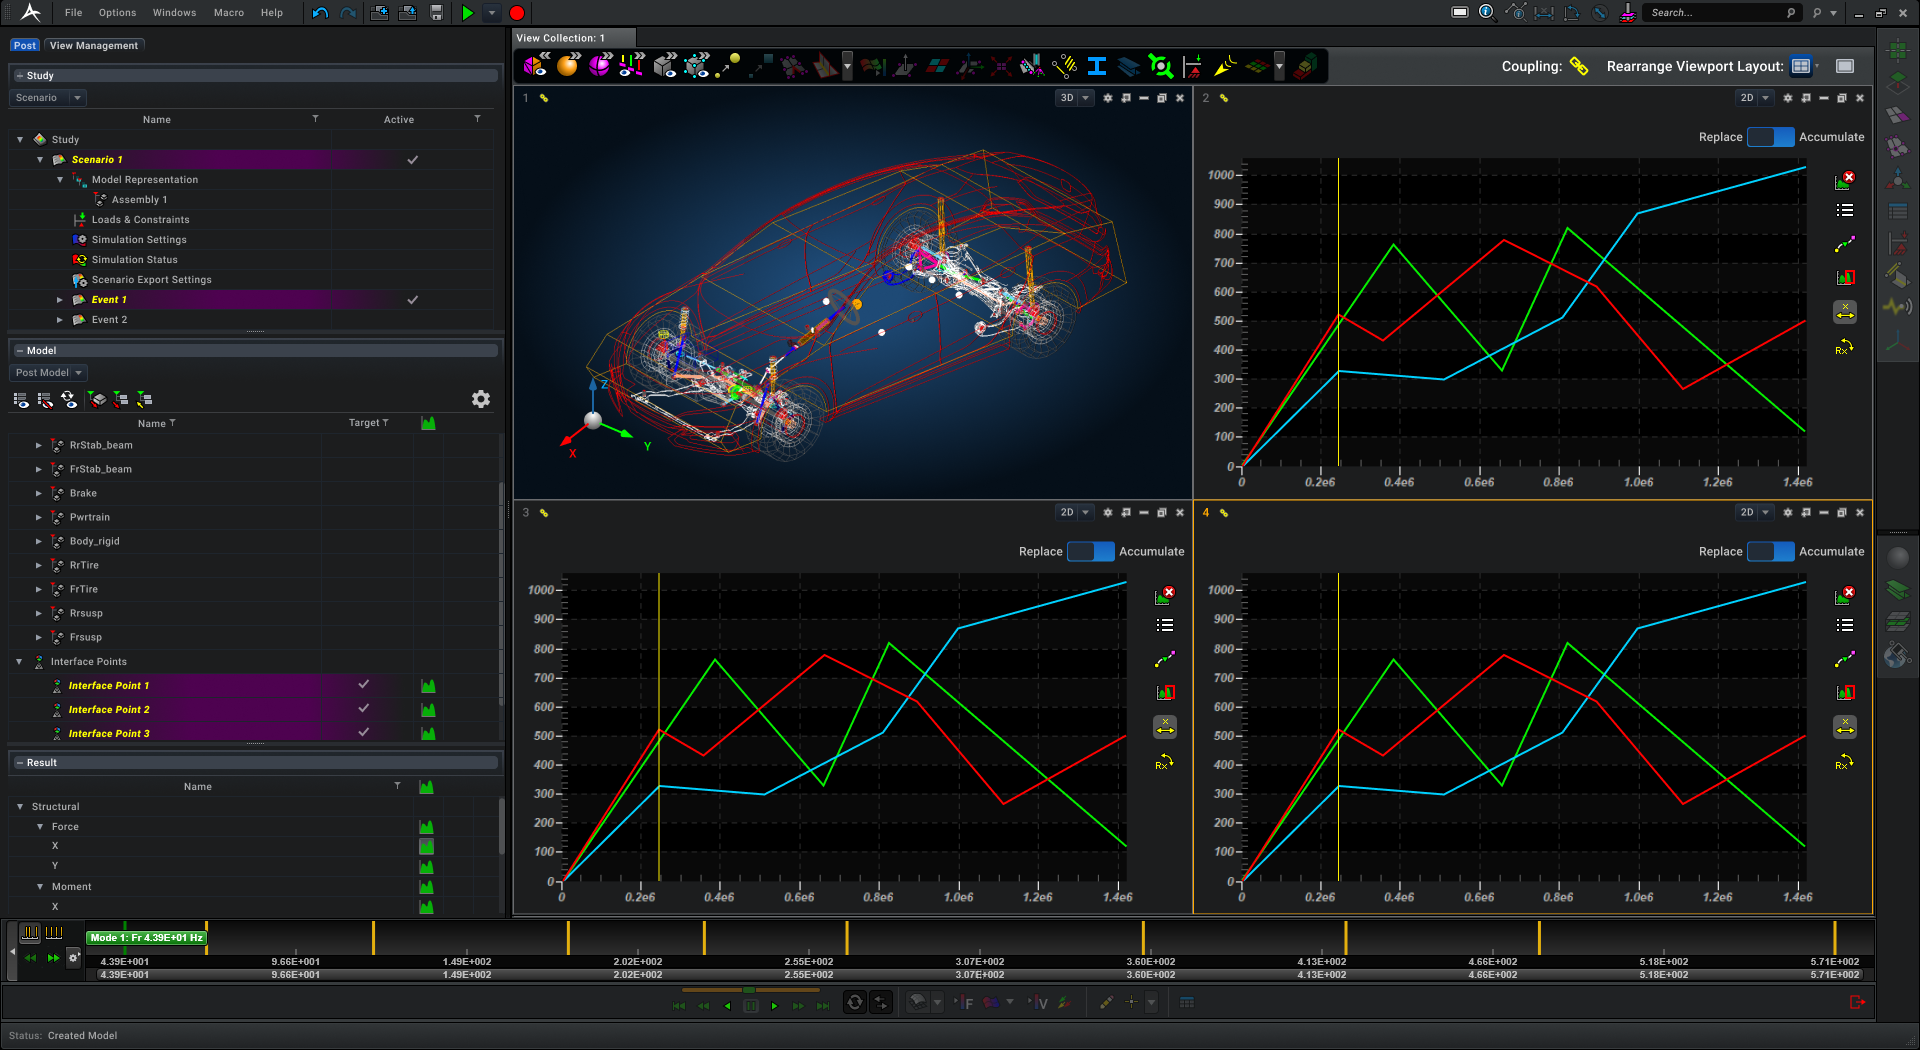 File Options Windows Macro Help
Search...
Post View Management
View Collection: 1
Coupling: Rearrange Viewport Layout:
Study
Scenario
Name Active
Study
Scenario 1
Model Representation
Assembly 1
Loads & Constraints
Simulation Settings
Simulation Status
Scenario Export Settings
Event 1
Event 2
Model
Post Model
Name Target
RrStab_beam
FrStab_beam
Brake
Pwrtrain
Body_rigid
RrTire
FrTire
Rrsusp
Frsusp
Interface Points
Interface Point 1
Interface Point 2
Interface Point 3
Result
Name
Structural
Force
X
Y
Moment
X
1 3D
Z
Y
X
2 2D
Replace Accumulate
1000
900
800
700
600
500
400
300
200
100
0
0 0.2e6 0.4e6 0.6e6 0.8e6 1.0e6 1.2e6 1.4e6
X
Rx
3 2D
Replace Accumulate
1000
900
800
700
600
500
400
300
200
100
0
0 0.2e6 0.4e6 0.6e6 0.8e6 1.0e6 1.2e6 1.4e6
X
Rx
4 2D
Replace Accumulate
1000
900
800
700
600
500
400
300
200
100
0
0 0.2e6 0.4e6 0.6e6 0.8e6 1.0e6 1.2e6 1.4e6
X
Rx
Mode 1: Fr 4.39E+01 Hz
4.39E+001 9.66E+001 1.49E+002 2.02E+002 2.55E+002 3.07E+002 3.60E+002 4.13E+002 4.66E+002 5.18E+002 5.71E+002
4.39E+001 9.66E+001 1.49E+002 2.02E+002 2.55E+002 3.07E+002 3.60E+002 4.13E+002 4.66E+002 5.18E+002 5.71E+002
F V
Status: Created Model